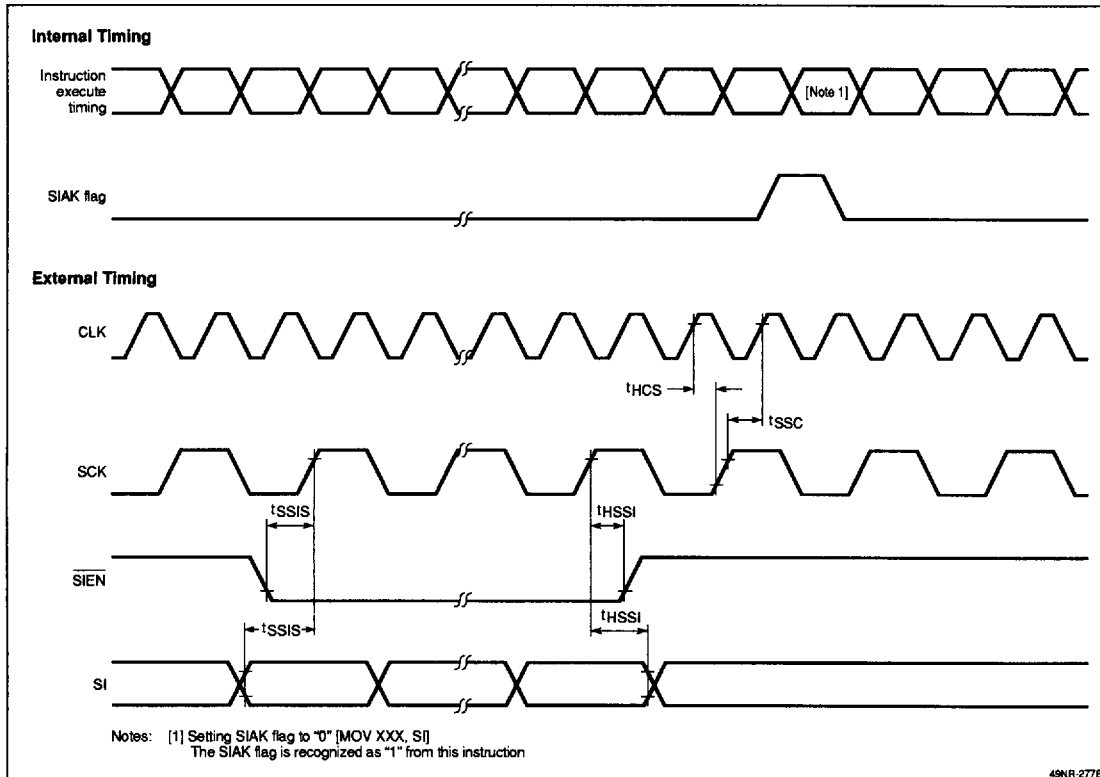 Internal Timing
Instruction
execute
timing
[Note 1]
SIAK flag
External Timing
CLK
tHCS
tSSC
SCK
tSSIS
tHSSI
SIEN
tSSIS
tHSSI
SI
Notes: [1] Setting SIAK flag to "0" [MOV XXX, SI]
The SIAK flag is recognized as "1" from this instruction
49NR-277B